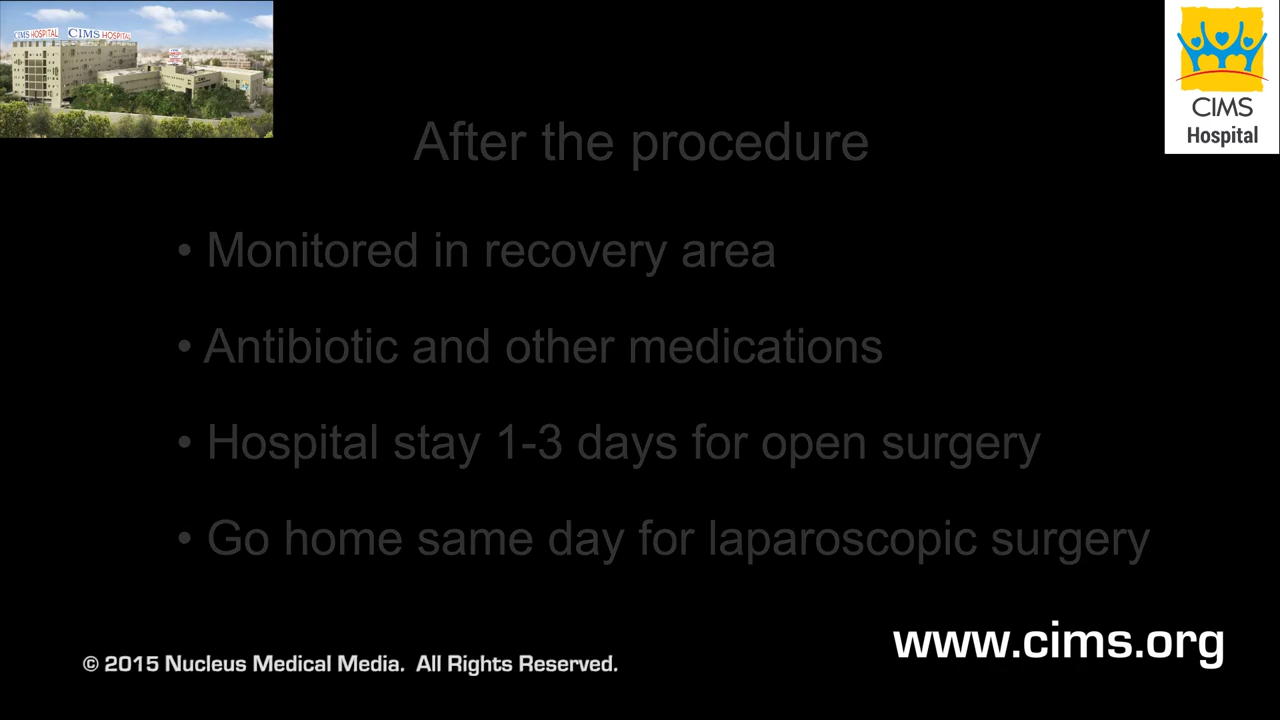 CIMS HOSPITAL CIMS HOSPITAL
CIMS
Hospital
After the procedure
• Monitored in recovery area
• Antibiotic and other medications
• Hospital stay 1-3 days for open surgery
• Go home same day for laparoscopic surgery
www.cims.org
© 2015 Nucleus Medical Media. All Rights Reserved.